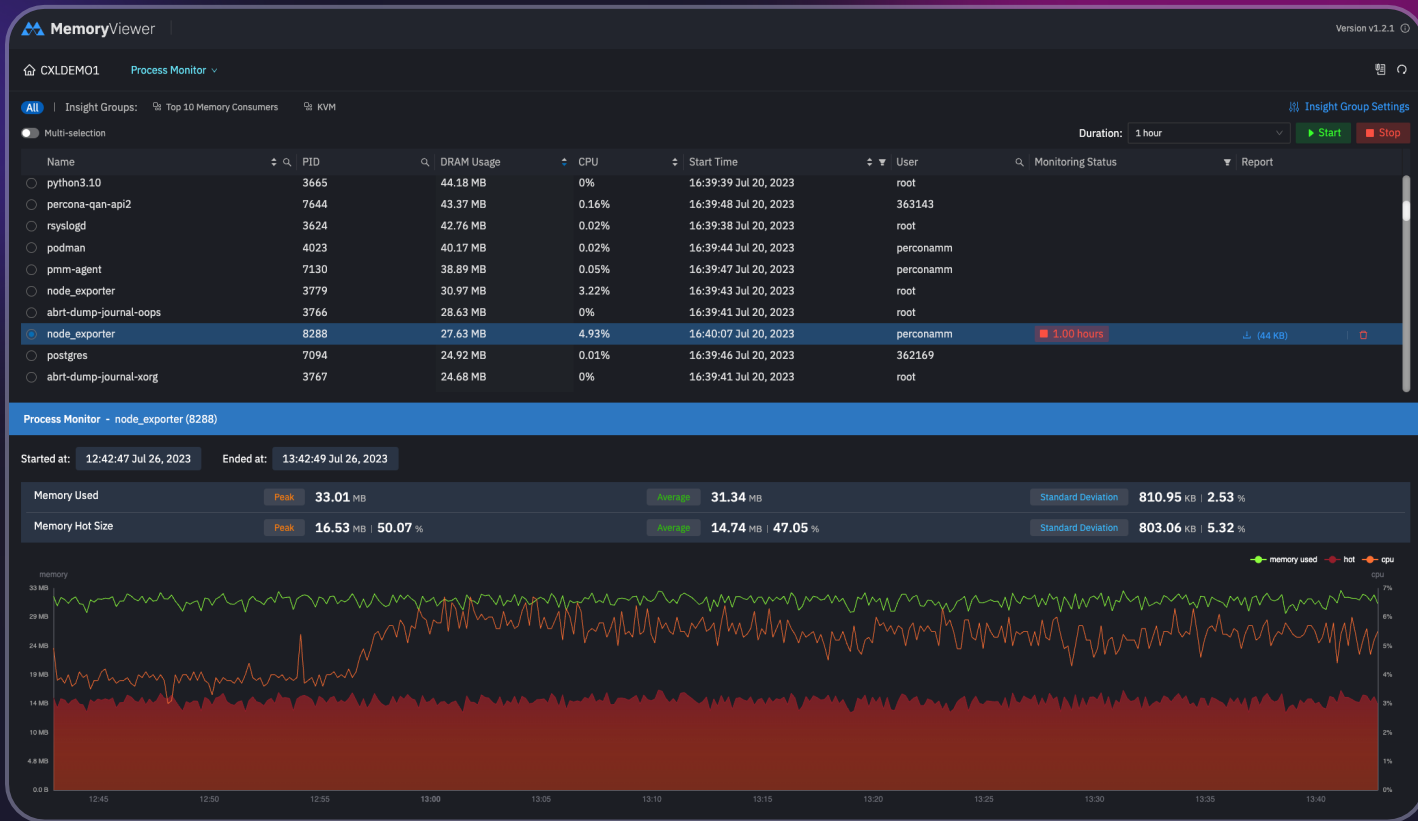 MemoryViewer
Version v1.2.1
CXLDEMO1 Process Monitor
All | Insight Groups: Top 10 Memory Consumers KVM
Insight Group Settings
Multi-selection
Duration: 1 hour Start Stop
Name PID DRAM Usage CPU Start Time User Monitoring Status Report
python3.10 3665 44.18 MB 0% 16:39:39 Jul 20, 2023 root
percona-qan-api2 7644 43.37 MB 0.16% 16:39:48 Jul 20, 2023 363143
rsyslogd 3624 42.76 MB 0.02% 16:39:38 Jul 20, 2023 root
podman 4023 40.17 MB 0.02% 16:39:44 Jul 20, 2023 perconamm
pmm-agent 7130 38.89 MB 0.05% 16:39:47 Jul 20, 2023 perconamm
node_exporter 3779 30.97 MB 3.22% 16:39:43 Jul 20, 2023 root
abrt-dump-journal-oops 3766 28.63 MB 0% 16:39:41 Jul 20, 2023 root
node_exporter 8288 27.63 MB 4.93% 16:40:07 Jul 20, 2023 perconamm 1.00 hours (44 KB)
postgres 7094 24.92 MB 0.01% 16:39:46 Jul 20, 2023 362169
abrt-dump-journal-xorg 3767 24.68 MB 0% 16:39:41 Jul 20, 2023 root
Process Monitor - node_exporter (8288)
Started at: 12:42:47 Jul 26, 2023 Ended at: 13:42:49 Jul 26, 2023
Memory Used Peak 33.01 MB Average 31.34 MB Standard Deviation 810.95 KB | 2.53 %
Memory Hot Size Peak 16.53 MB | 50.07 % Average 14.74 MB | 47.05 % Standard Deviation 803.06 KB | 5.32 %
memory used hot cpu
memory cpu
33 MB 7%
29 MB 6%
24 MB 5%
19 MB 4%
14 MB 3%
10 MB 2%
4.8 MB 1%
0.0 B 0%
12:45 12:50 12:55 13:00 13:05 13:10 13:15 13:20 13:25 13:30 13:35 13:40